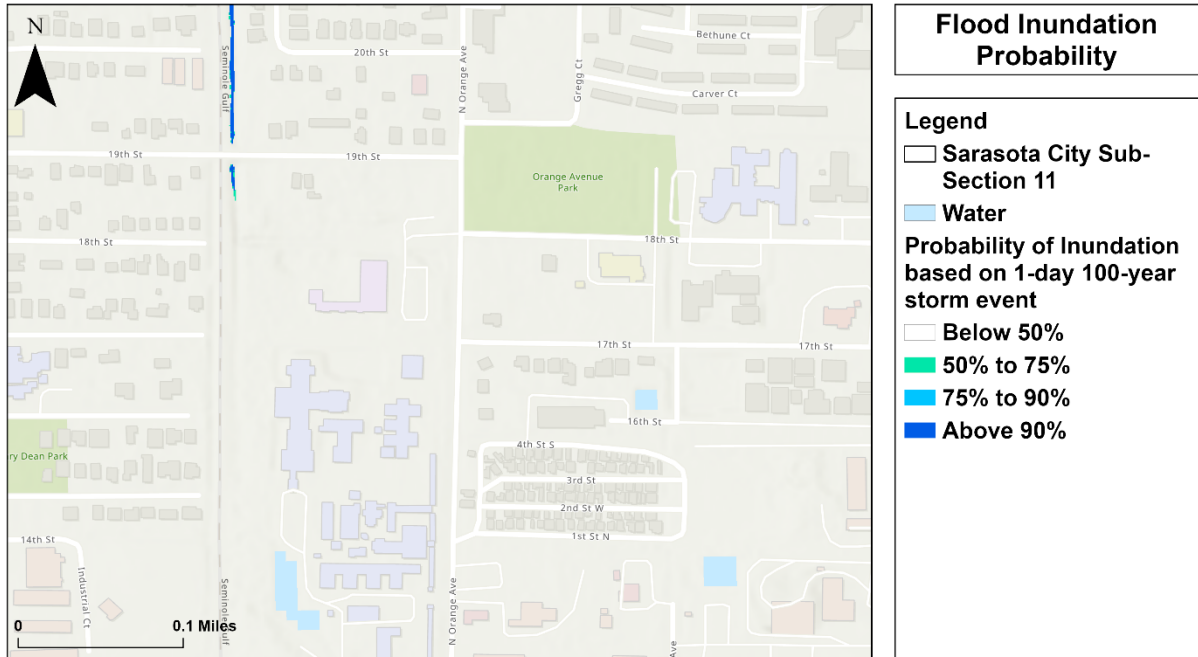 N
Seminole Gulf
20th St
N Orange Ave
Gregg Ct
Bethune Ct
Carver Ct
19th St
19th St
Orange Avenue
Park
18th St
18th St
17th St
17th St
16th St
4th St S
3rd St
2nd St W
1st St N
ry Dean Park
14th St
Industrial Ct
Seminole Gulf
N Orange Ave
Ave
0
0.1 Miles
Flood Inundation
Probability
Legend
Sarasota City Sub-
Section 11
Water
Probability of Inundation
based on 1-day 100-year
storm event
Below 50%
50% to 75%
75% to 90%
Above 90%